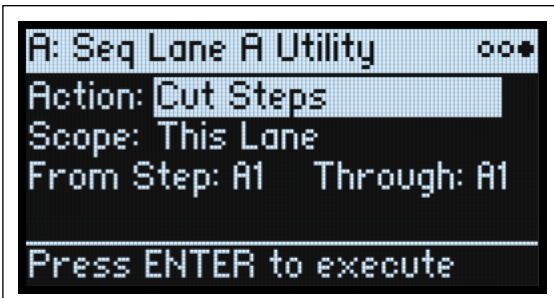 A: Seq Lane A Utility
Action: Cut Steps
Scope: This Lane
From Step: A1 Through: A1
Press ENTER to execute